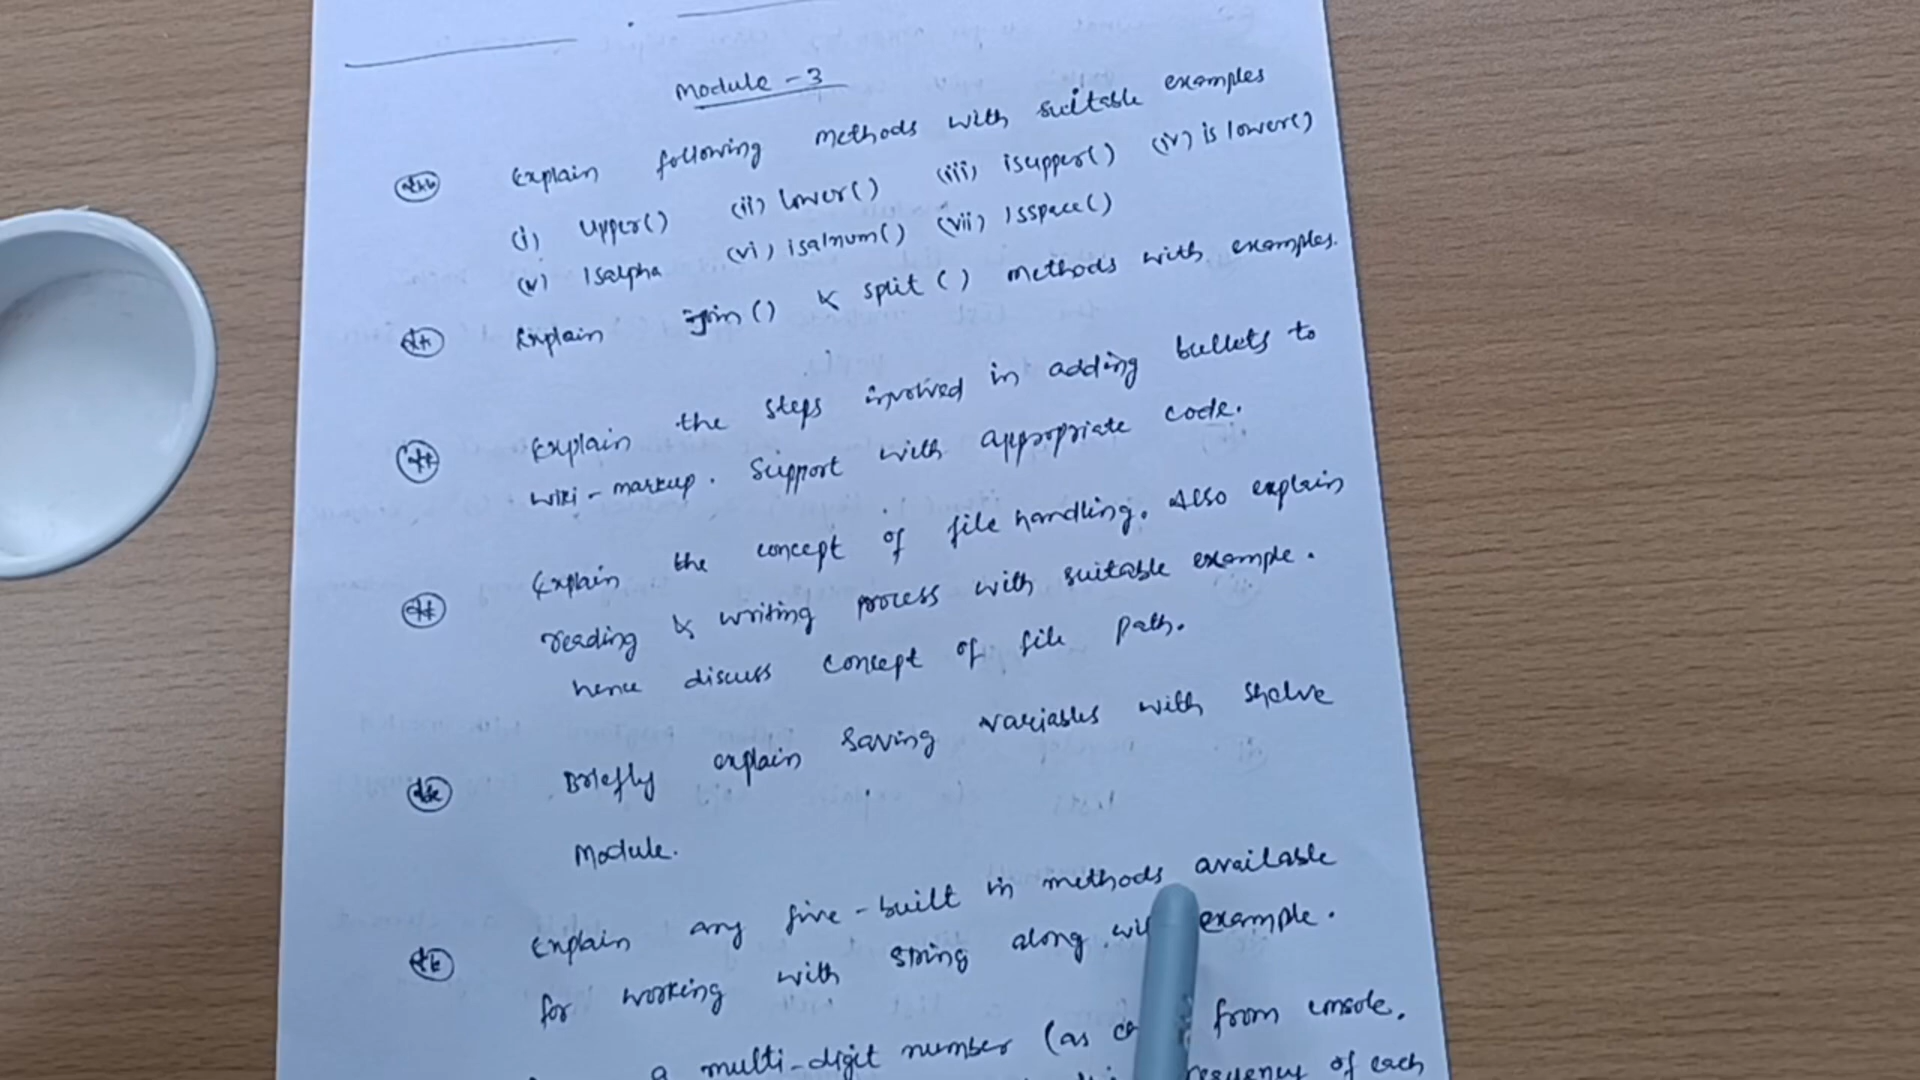 Module - 3
Explain following methods with suitable examples
(i) upper() (ii) lower() (iii) isupper() (iv) is lower()
(v) Isalpha (vi) isalnum() (vii) Isspace()
Explain join() & split() methods with examples.
Explain the steps involved in adding bullets to
wiki - markup. Support with appropriate code.
Explain the concept of file handling. Also explain
reading & writing process with suitable example.
hence discuss concept of file path.
Briefly explain saving variables with shelve
Module.
Explain any five - built in methods available
for working with string along example.
a multi-digit number (as from console.
of each